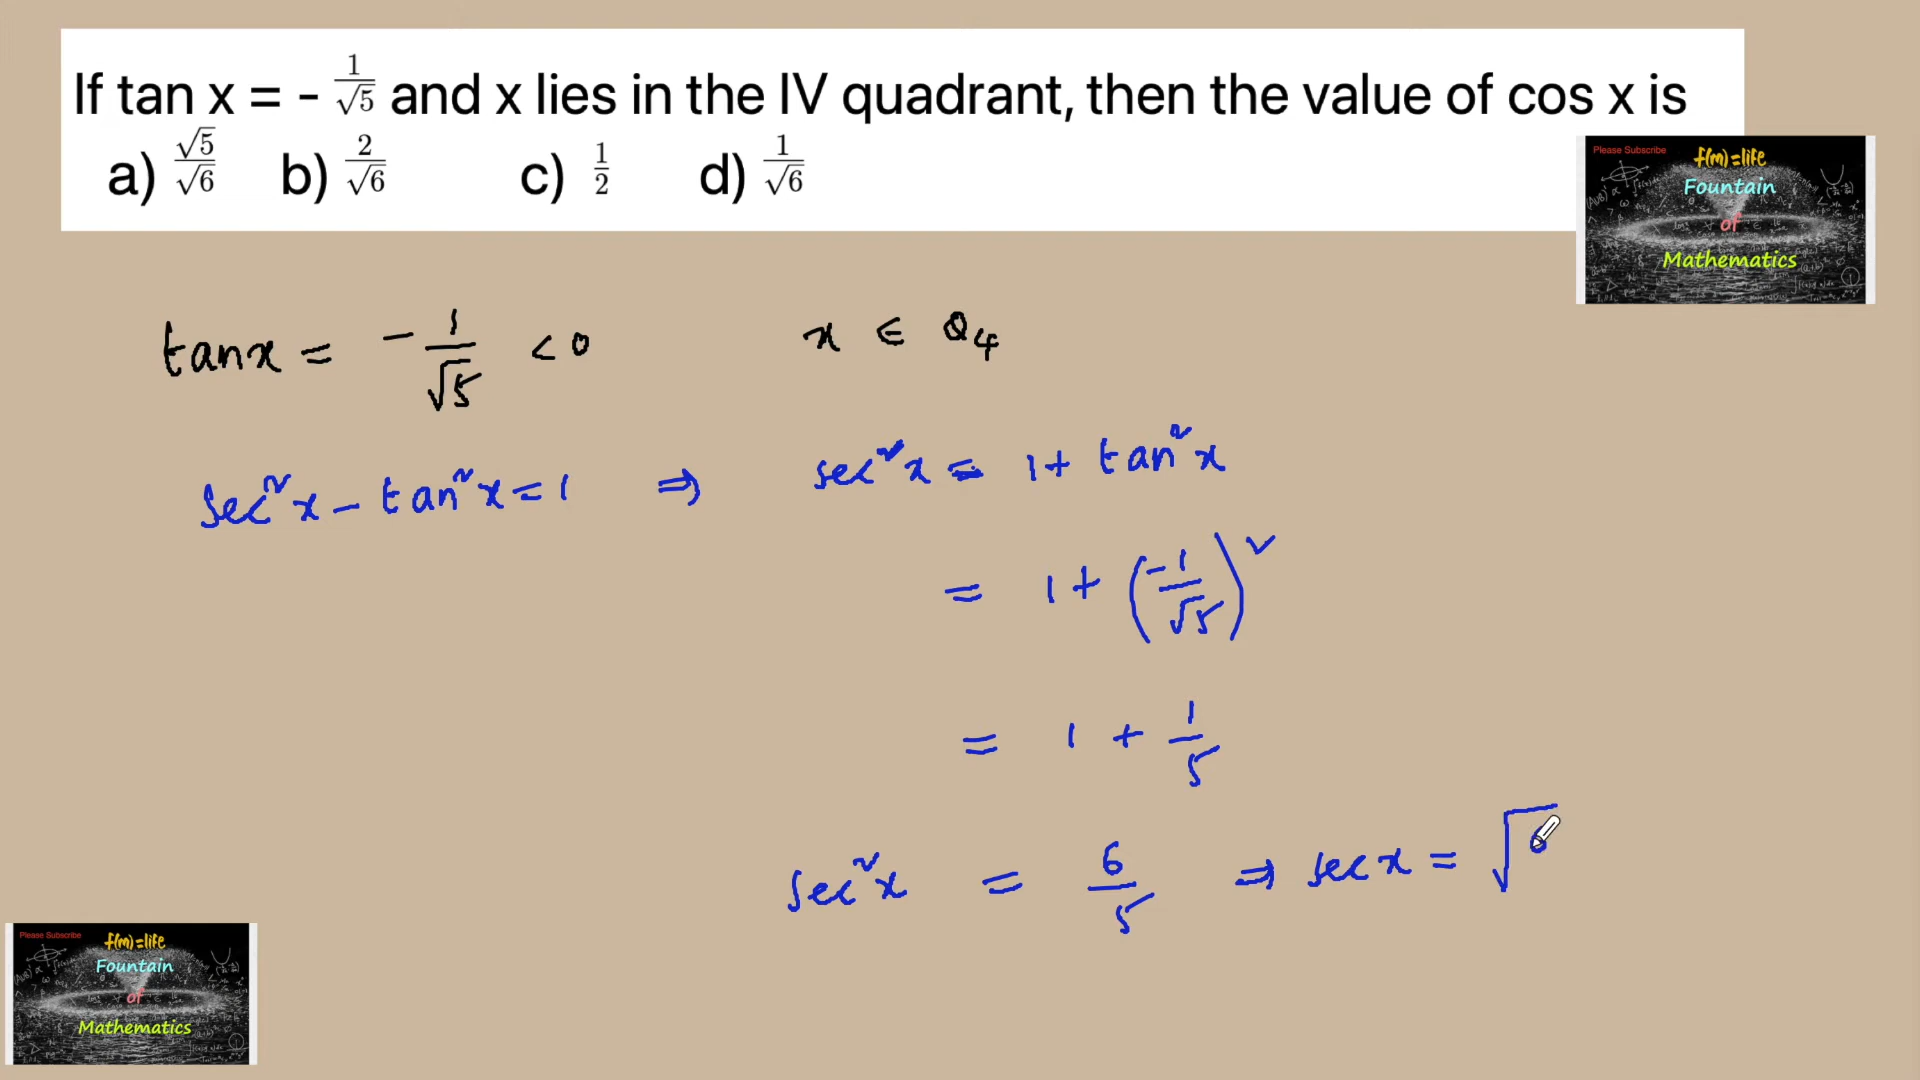 If tan x = - 1/√5 and x lies in the IV quadrant, then the value of cos x is
a) √5/√6 b) 2/√6 c) 1/2 d) 1/√6
Please Subscribe
f(m)=life
Fountain
of
Mathematics
tanx = - 1/√5 < 0 x ∈ Q₄
sec²x - tan²x = 1 ⇒ sec²x = 1 + tan²x
= 1 + (-1/√5)²
= 1 + 1/5
sec²x = 6/5 ⇒ sec x = √6
Please Subscribe
f(m)=life
Fountain
of
Mathematics